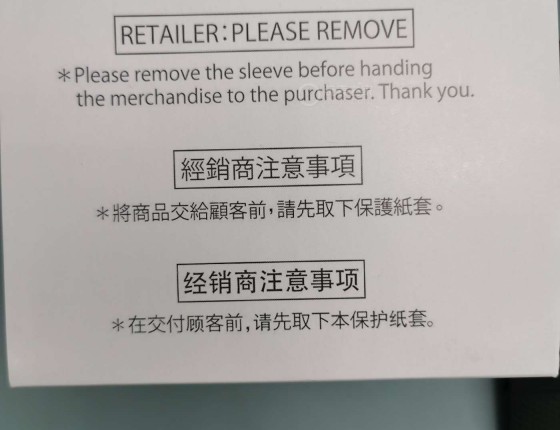 RETAILER:PLEASE REMOVE
*Please remove the sleeve before handing
the merchandise to the purchaser. Thank you.
經銷商注意事項
*將商品交給顧客前,請先取下保護紙套。
经销商注意事项
*在交付顾客前,请先取下本保护纸套。